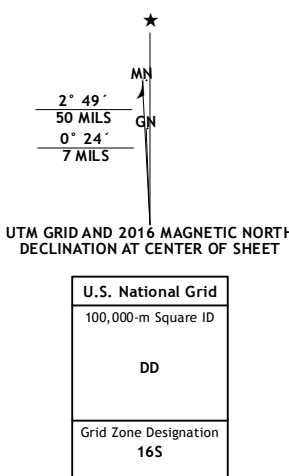 MN
2° 49´
50 MILS
GN
0° 24´
7 MILS
UTM GRID AND 2016 MAGNETIC NORTH
DECLINATION AT CENTER OF SHEET
U.S. National Grid
100,000-m Square ID
DD
Grid Zone Designation
16S